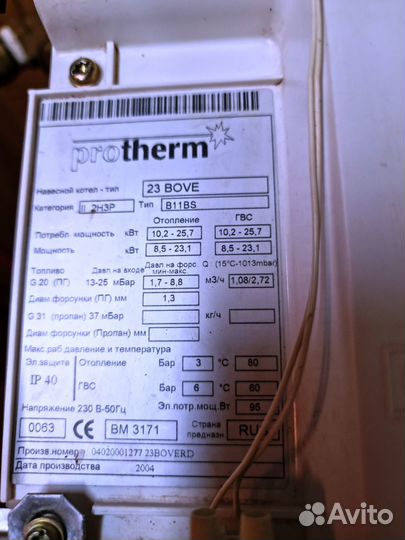 protherm
Навесной котел - тип 23 BOVE
Категория II 2H3P Тип B11BS
Отопление ГВС
Потребл. мощность кВт 10,2 - 25,7 10,2 - 25,7
Мощность кВт 8,5 - 23,1 8,5 - 23,1
Топливо Давл на входе Давл на форс. мин-макс Q (15°C-1013mbar)
G 20 (ПГ) 13-25 мБар 1,7 - 8,8 м3/ч 1,08/2,72
Диам.форсунки (ПГ) мм 1,3
G 31 (пропан) 37 мБар кг/ч
Диам.форсунки (Пропан) мм
Макс.раб давление и температура
Эл.защита Отопление Бар 3 °C 80
IP 40
ГВС Бар 6 °C 60
Напряжение 230 В-50Гц Эл.потр.мощ.Вт 95
0063 CE BM 3171 Страна предназн. RU
Произв.номер 04020001277 23BOVERD
Дата производства 2004
Avito